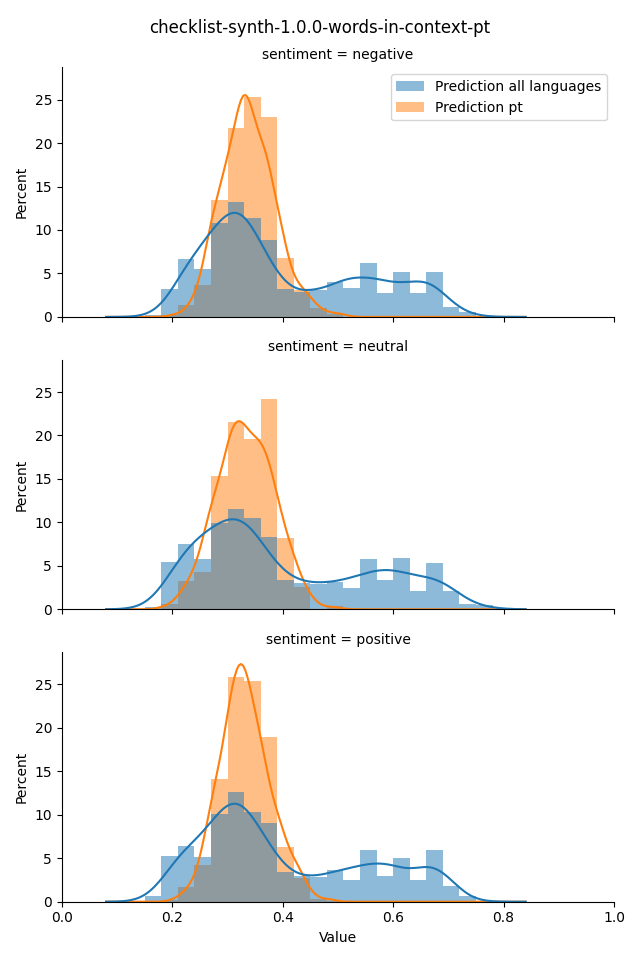 checklist-synth-1.0.0-words-in-context-pt
sentiment = negative
Prediction all languages
Prediction pt
25
20
15
10
5
0
Percent
sentiment = neutral
25
20
15
10
5
0
Percent
sentiment = positive
25
20
15
10
5
0
Percent
0.0 0.2 0.4 0.6 0.8 1.0
Value